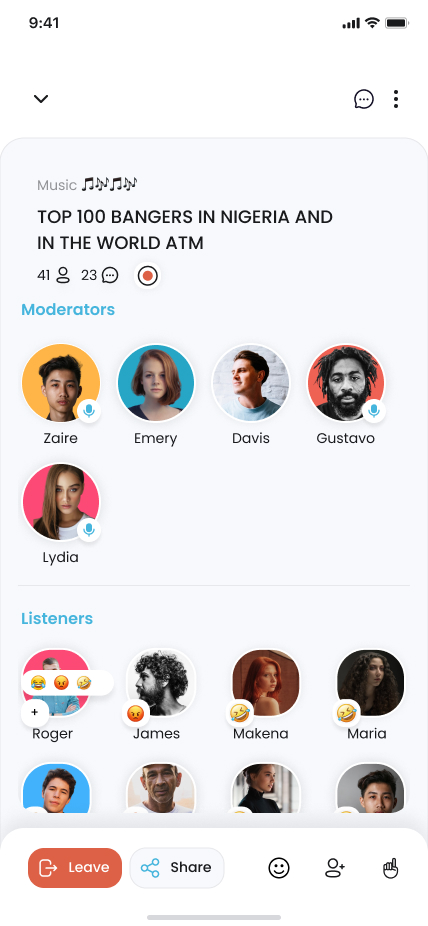 9:41
Music 🎵🎶🎵🎶
TOP 100 BANGERS IN NIGERIA AND
IN THE WORLD ATM
41 23
Moderators
Zaire Emery Davis Gustavo
Lydia
Listeners
+
Roger James Makena Maria
Leave Share